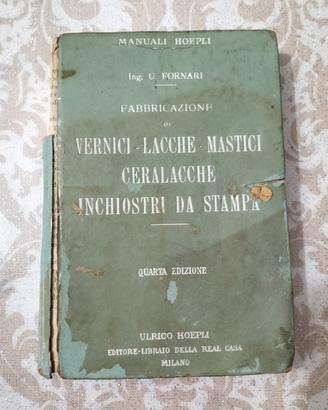 MANUALI HOEPLI
Ing. U. FORNARI
FABBRICAZIONE
DI
VERNICI - LACCHE - MASTICI
CERALACCHE
INCHIOSTRI DA STAMPA
QUARTA EDIZIONE
ULRICO HOEPLI
EDITORE-LIBRAIO DELLA REAL CASA
MILANO